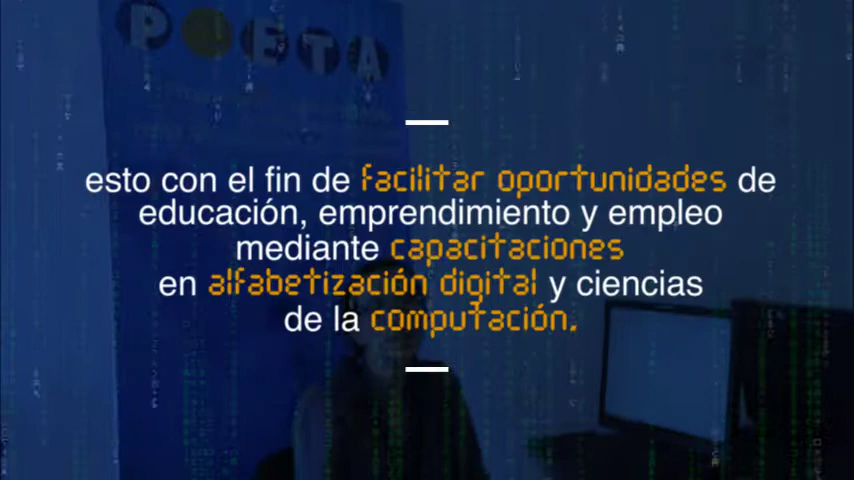 POETA
esto con el fin de facilitar oportunidades de
educación, emprendimiento y empleo
mediante capacitaciones
en alfabetización digital y ciencias
de la computación.